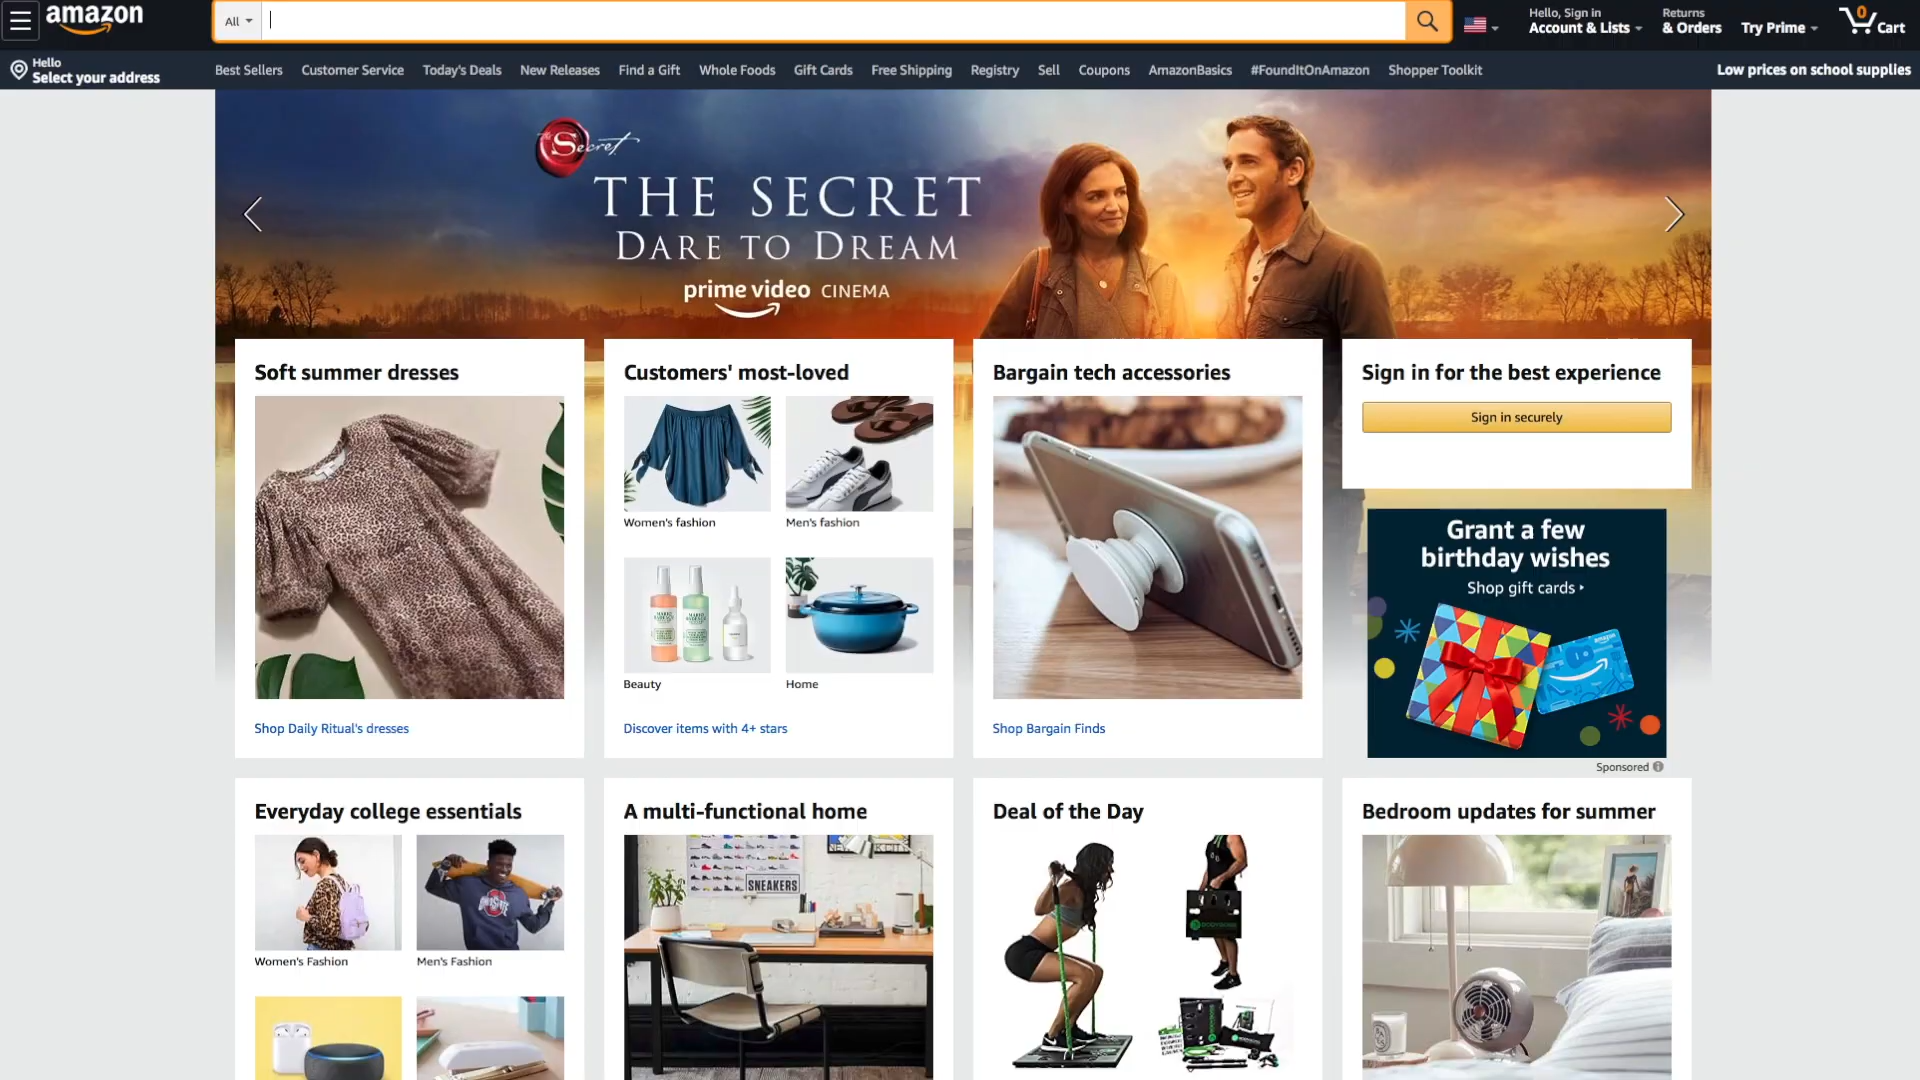 amazon
All
Hello, Sign in
Account & Lists
Returns
& Orders
Try Prime
0
Cart
Hello
Select your address
Best Sellers
Customer Service
Today's Deals
New Releases
Find a Gift
Whole Foods
Gift Cards
Free Shipping
Registry
Sell
Coupons
AmazonBasics
#FoundItOnAmazon
Shopper Toolkit
Low prices on school supplies
The Secret
THE SECRET
DARE TO DREAM
prime video CINEMA
Soft summer dresses
Shop Daily Ritual's dresses
Customers' most-loved
Women's fashion
Men's fashion
Beauty
Home
Discover items with 4+ stars
Bargain tech accessories
Shop Bargain Finds
Sign in for the best experience
Sign in securely
Grant a few
birthday wishes
Shop gift cards
amazon
Sponsored
Everyday college essentials
Women's Fashion
Men's Fashion
A multi-functional home
SNEAKERS
Deal of the Day
Bedroom updates for summer